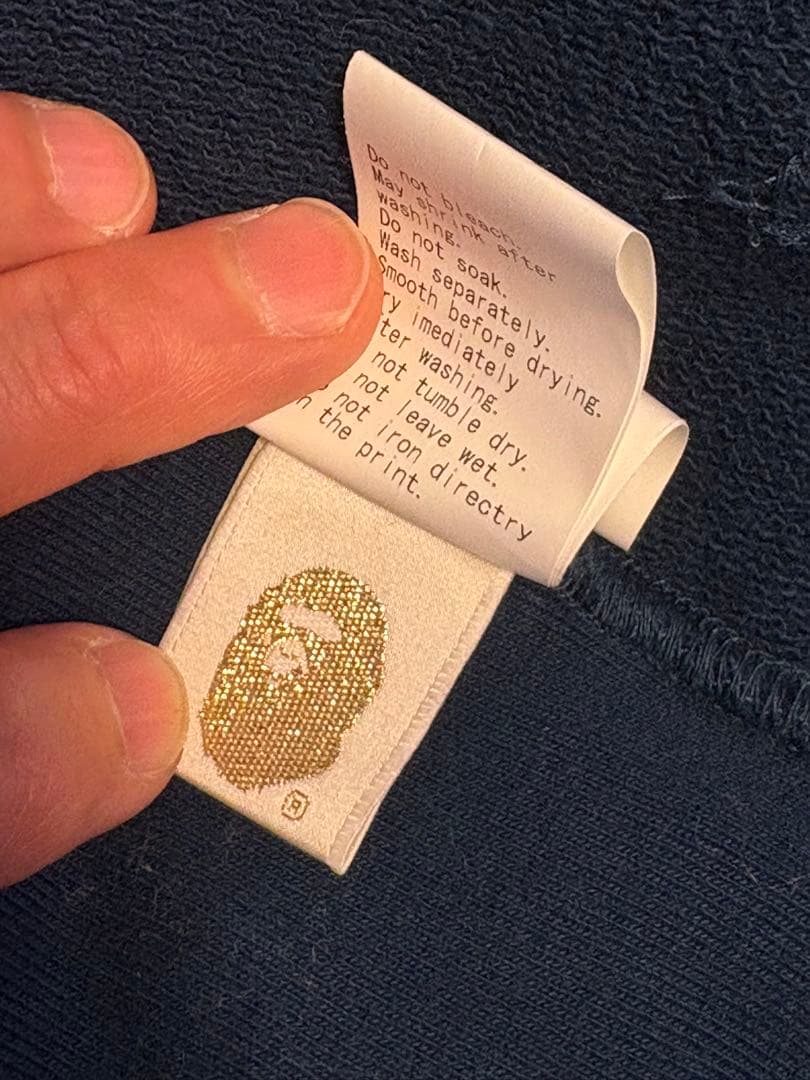 Do not bleach.
May shrink after
washing.
Do not soak.
Wash separately.
Smooth before drying.
ry imediately
ter washing.
not tumble dry.
not leave wet.
not iron directry
n the print.
®